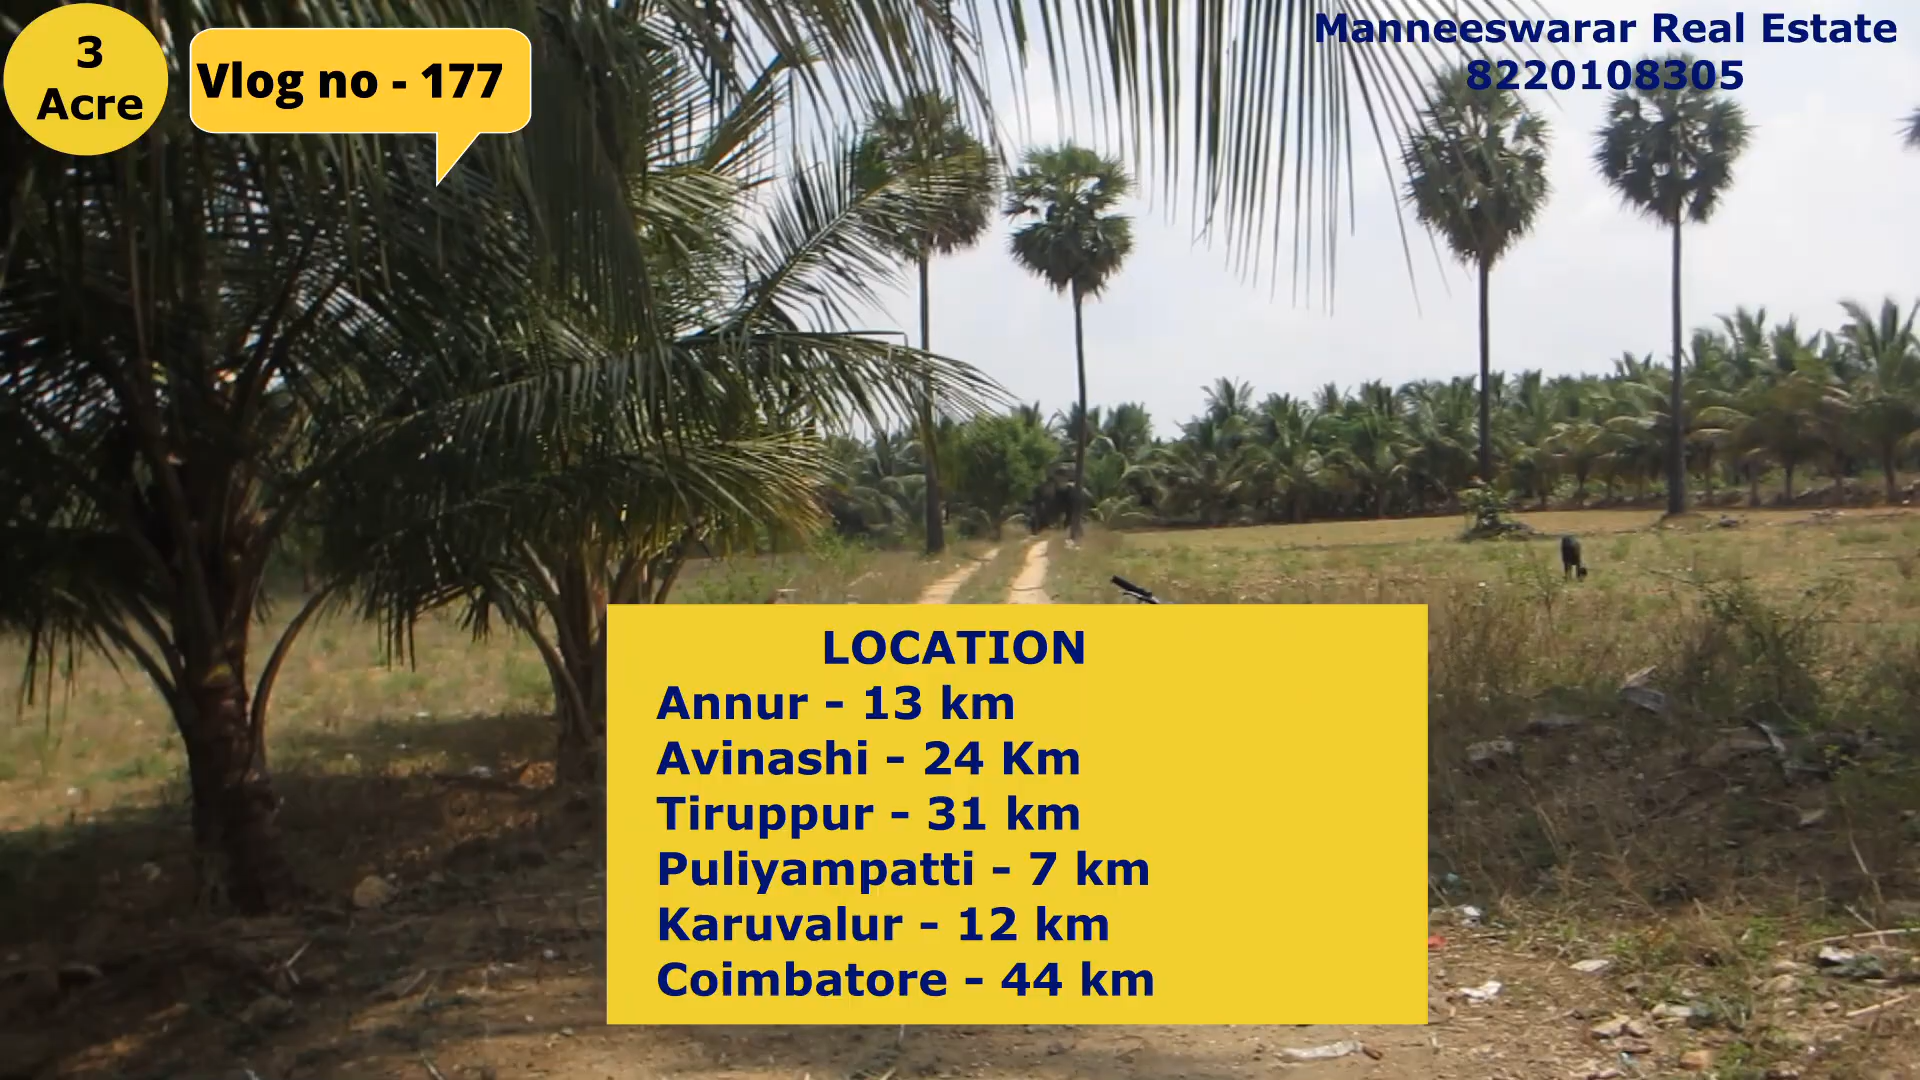 3
Acre
Vlog no - 177
Manneeswarar Real Estate
8220108305
LOCATION
Annur - 13 km
Avinashi - 24 Km
Tiruppur - 31 km
Puliyampatti - 7 km
Karuvalur - 12 km
Coimbatore - 44 km